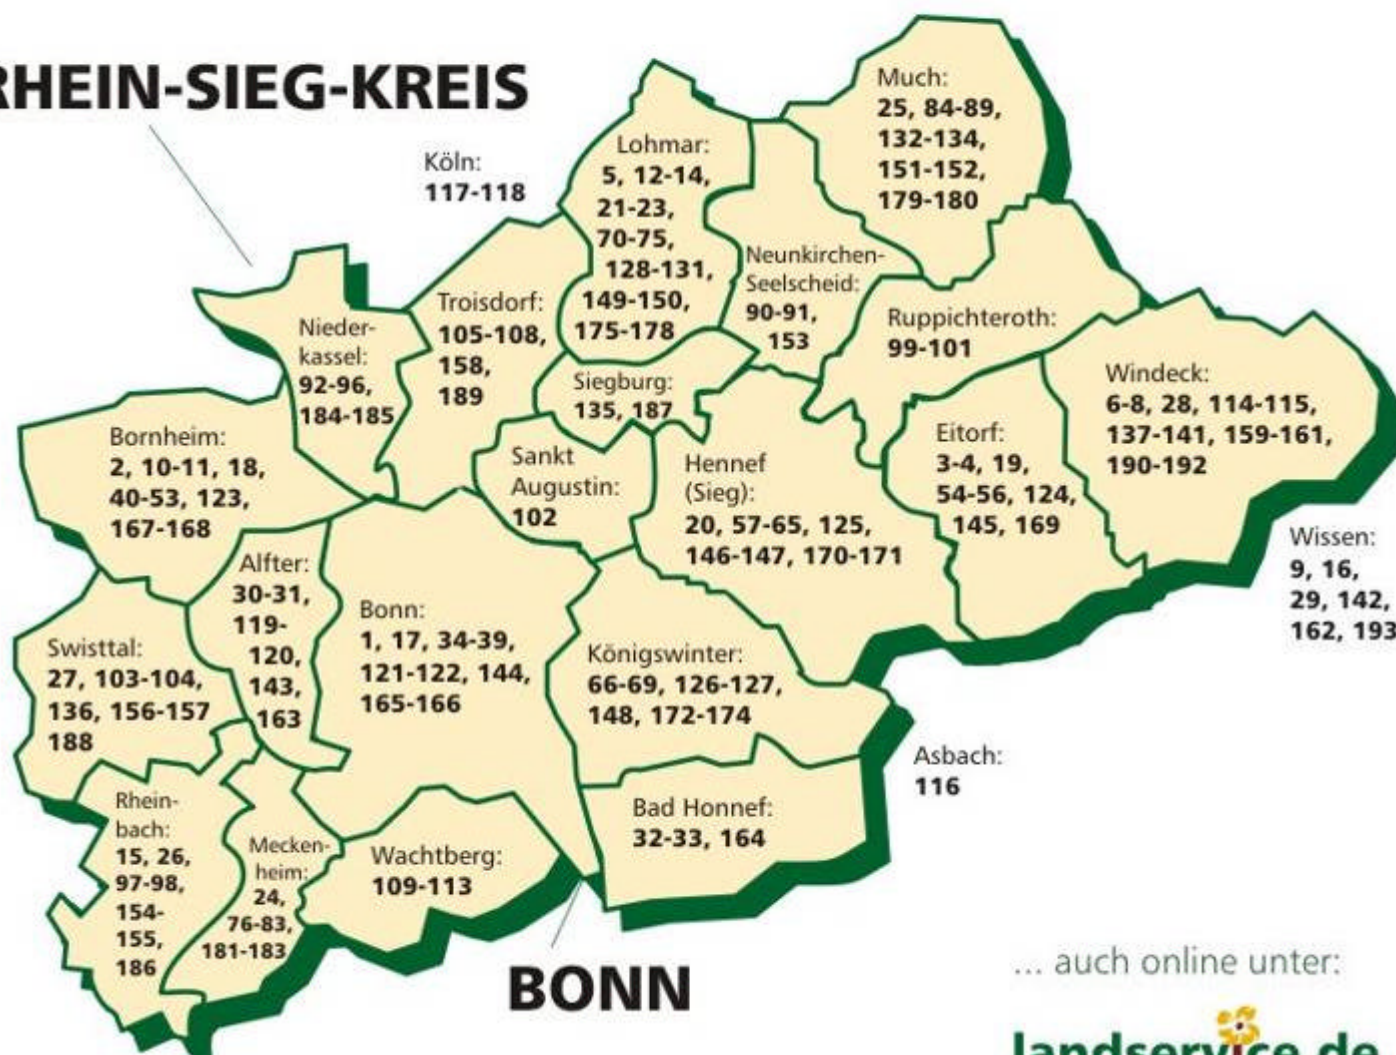 RHEIN-SIEG-KREIS
Köln:
117-118
Much:
25, 84-89,
132-134,
151-152,
179-180
Lohmar:
5, 12-14,
21-23,
70-75,
128-131,
149-150,
175-178
Neunkirchen-
Seelscheid:
90-91,
153
Troisdorf:
105-108,
158,
189
Nieder-
kassel:
92-96,
184-185
Ruppichteroth:
99-101
Windeck:
6-8, 28, 114-115,
137-141, 159-161,
190-192
Siegburg:
135, 187
Bornheim:
2, 10-11, 18,
40-53, 123,
167-168
Sankt
Augustin:
102
Hennef
(Sieg):
20, 57-65, 125,
146-147, 170-171
Eitorf:
3-4, 19,
54-56, 124,
145, 169
Wissen:
9, 16,
29, 142,
162, 193
Alfter:
30-31,
119-
120,
143,
163
Bonn:
1, 17, 34-39,
121-122, 144,
165-166
Swisttal:
27, 103-104,
136, 156-157
188
Königswinter:
66-69, 126-127,
148, 172-174
Asbach:
116
Bad Honnef:
32-33, 164
Rhein-
bach:
15, 26,
97-98,
154-
155,
186
Mecken-
heim:
24,
76-83,
181-183
Wachtberg:
109-113
BONN
... auch online unter:
landservice.de